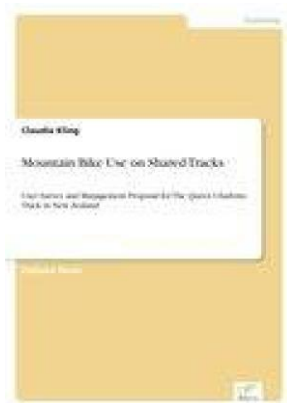 Claudia Kling
Mountain Bike Use on Shared Tracks
User Survey and Management Proposal for The Queen Charlotte
Track in New Zealand